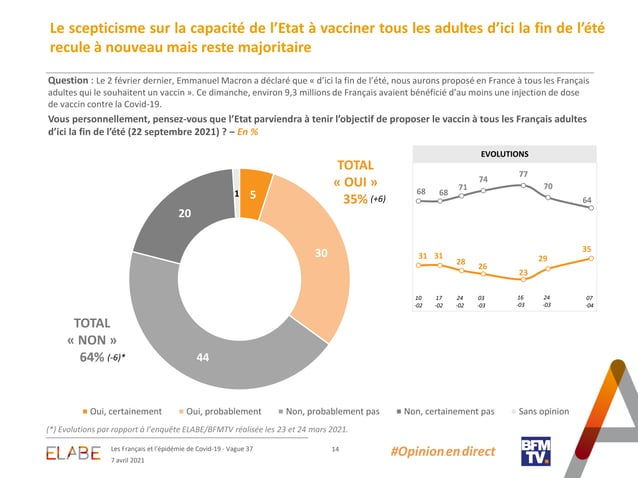 Le scepticisme sur la capacité de l’Etat à vacciner tous les adultes d’ici la fin de l’été
recule à nouveau mais reste majoritaire
Question : Le 2 février dernier, Emmanuel Macron a déclaré que « d’ici la fin de l’été, nous aurons proposé en France à tous les Français
adultes qui le souhaitent un vaccin ». Ce dimanche, environ 9,3 millions de Français avaient bénéficié d’au moins une injection de dose
de vaccin contre la Covid-19.
Vous personnellement, pensez-vous que l’Etat parviendra à tenir l’objectif de proposer le vaccin à tous les Français adultes
d’ici la fin de l’été (22 septembre 2021) ? – En %
TOTAL
« OUI »
35% (+6)
1
5
20
30
44
TOTAL
« NON »
64% (-6)*
EVOLUTIONS
68 68 71 74 77 70 64
31 31 28 26 23 29 35
10 17 24 03 16 24 07
-02 -02 -02 -03 -03 -03 -04
Oui, certainement Oui, probablement Non, probablement pas Non, certainement pas Sans opinion
(*) Evolutions par rapport à l’enquête ELABE/BFMTV réalisée les 23 et 24 mars 2021.
ELABE
Les Français et l’épidémie de Covid-19 - Vague 37
7 avril 2021
14
#Opinion en direct
BFM
TV.